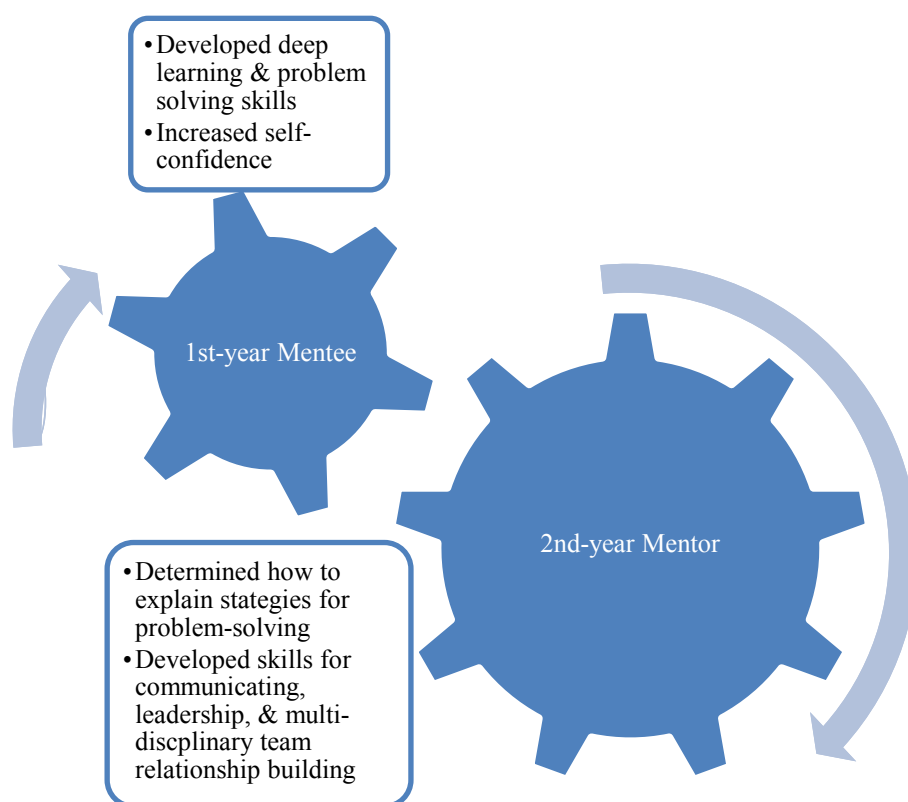 •Developed deep
learning & problem
solving skills
•Increased self-
confidence
1st-year Mentee
2nd-year Mentor
•Determined how to
explain stategies for
problem-solving
•Developed skills for
communicating,
leadership, & multi-
discplinary team
relationship building